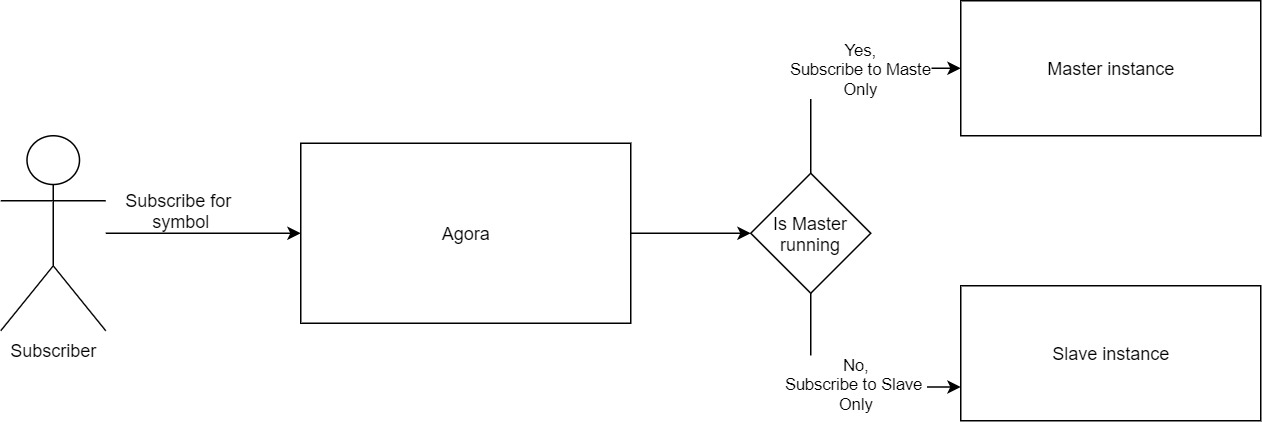 Yes,
Subscribe to Maste
Only
Master instance
Subscribe for
symbol
Agora
Is Master
running
Subscriber
No,
Subscribe to Slave
Only
Slave instance